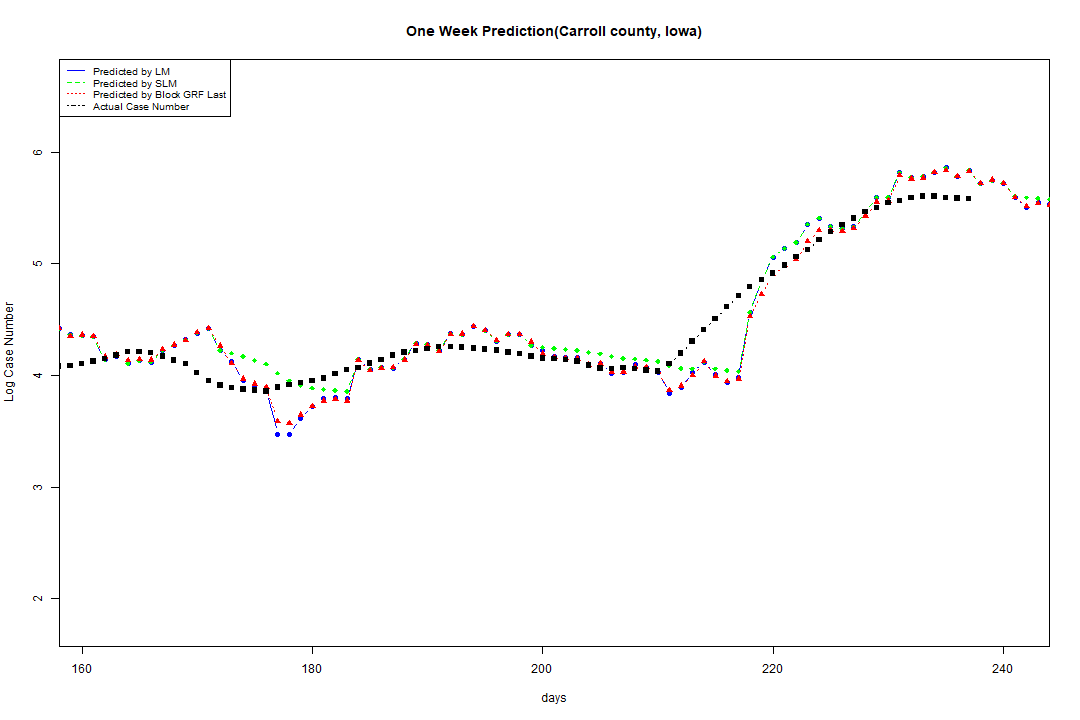 One Week Prediction(Carroll county, Iowa)
Predicted by LM
Predicted by SLM
Predicted by Block GRF Last
Actual Case Number
6
5
4
3
2
Log Case Number
160 180 200 220 240
days